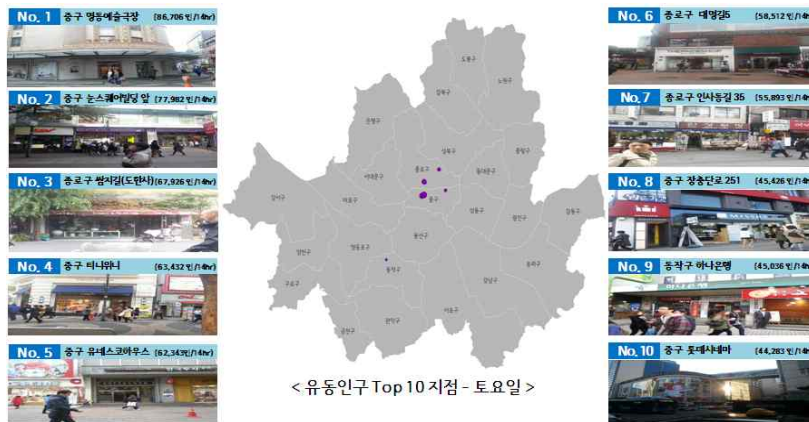 No. 1 중구 명동예술극장 [86,706 인/14hr]
No. 2 중구 눈스퀘어빌딩 앞 [77,982 인/14hr]
No. 3 종로구 쌈지길(도한사) [67,926 인/14hr]
No. 4 중구 티니위니 [63,432 인/14hr]
No. 5 중구 유네스코하우스 [62,343인/14hr]
도봉구
노원구
강북구
은평구
성북구
중랑구
종로구
동대문구
서대문구
강서구
마포구
중구
성동구
광진구
강동구
용산구
양천구
영등포구
송파구
동작구
강남구
구로구
서초구
관악구
금천구
< 유동인구 Top 10 지점 - 토요일 >
No. 6 종로구 대명길5 [58,512 인/14hr
No. 7 종로구 인사동길 35 [55,893 인/14hr
No. 8 중구 장충단로 251 [45,426 인/14hr
No. 9 동작구 하나은행 [45,036 인/14hr
No. 10 중구 롯데시네마 [44,283 인/14hr